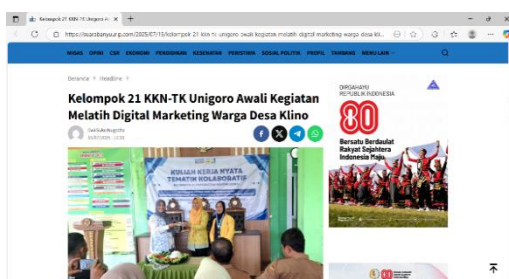 Kelompok 21 KKN-TK Unigoro A
https://suarabanyuurip.com/2025/07/15/kelompok-21-kkn-tk-unigoro-awali-kegiatan-melatih-digital-marketing-warga-desa-kli...
MIGAS OPINI CSR EKONOMI PENDIDIKAN KESEHATAN PERISTIWA SOSIAL POLITIK PROFIL TAMBANG MENU LAIN
Beranda > Headline >
Kelompok 21 KKN-TK Unigoro Awali Kegiatan
Melatih Digital Marketing Warga Desa Klino
KULIAH KERJA NYATA
TEMATIK KOLABORATIF
DIRGAHAYU
REPUBLIK INDONESIA
80
Bersatu Berdaulat
Rakyat Sejahtera
Indonesia Maju
80